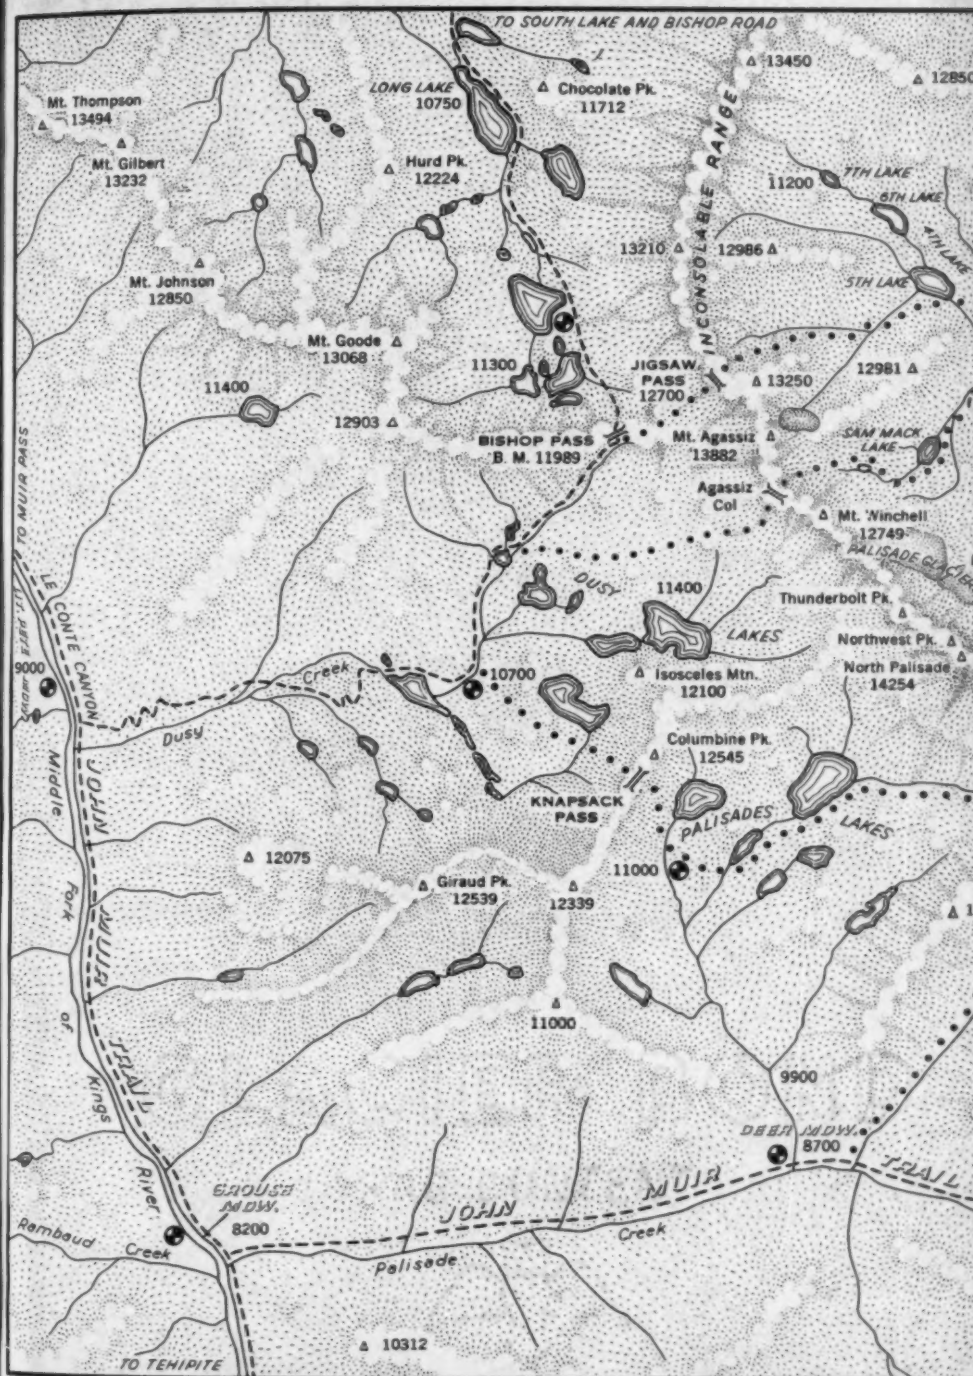 TO SOUTH LAKE AND BISHOP ROAD
13450
12850
LONG LAKE
10750
Chocolate Pk.
11712
Mt. Thompson
13494
Mt. Gilbert
13232
Hurd Pk.
12224
INCONSOLABLE RANGE
7TH LAKE
11200
6TH LAKE
4TH LAKE
13210
12986
5TH LAKE
Mt. Johnson
12850
Mt. Goode
13068
11300
JIGSAW
PASS
12700
13250
12981
11400
12903
BISHOP PASS
B. M. 11989
Mt. Agassiz
13882
SAM MACK
LAKE
Agassiz
Col
Mt. Winchell
12749
TO MUIR PASS
PALISADE
LE CONTE CANYON
DUSY
11400
LAKES
Thunderbolt Pk.
Northwest Pk.
North Palisade
14254
9000
Creek
10700
Isosceles Mtn.
12100
Dusy
Columbine Pk.
12545
KNAPSACK
PASS
PALISADES
LAKES
Middle
Fork
of
Kings
River
JOHN
MUIR
TRAIL
12075
Giraud Pk.
12539
12339
11000
1
11000
9900
DEER MDW.
8700
GROUSE
MDW.
8200
JOHN
MUIR
TRAIL
Rambaud
Creek
Palisade
Creek
10312
TO TEHIPITE